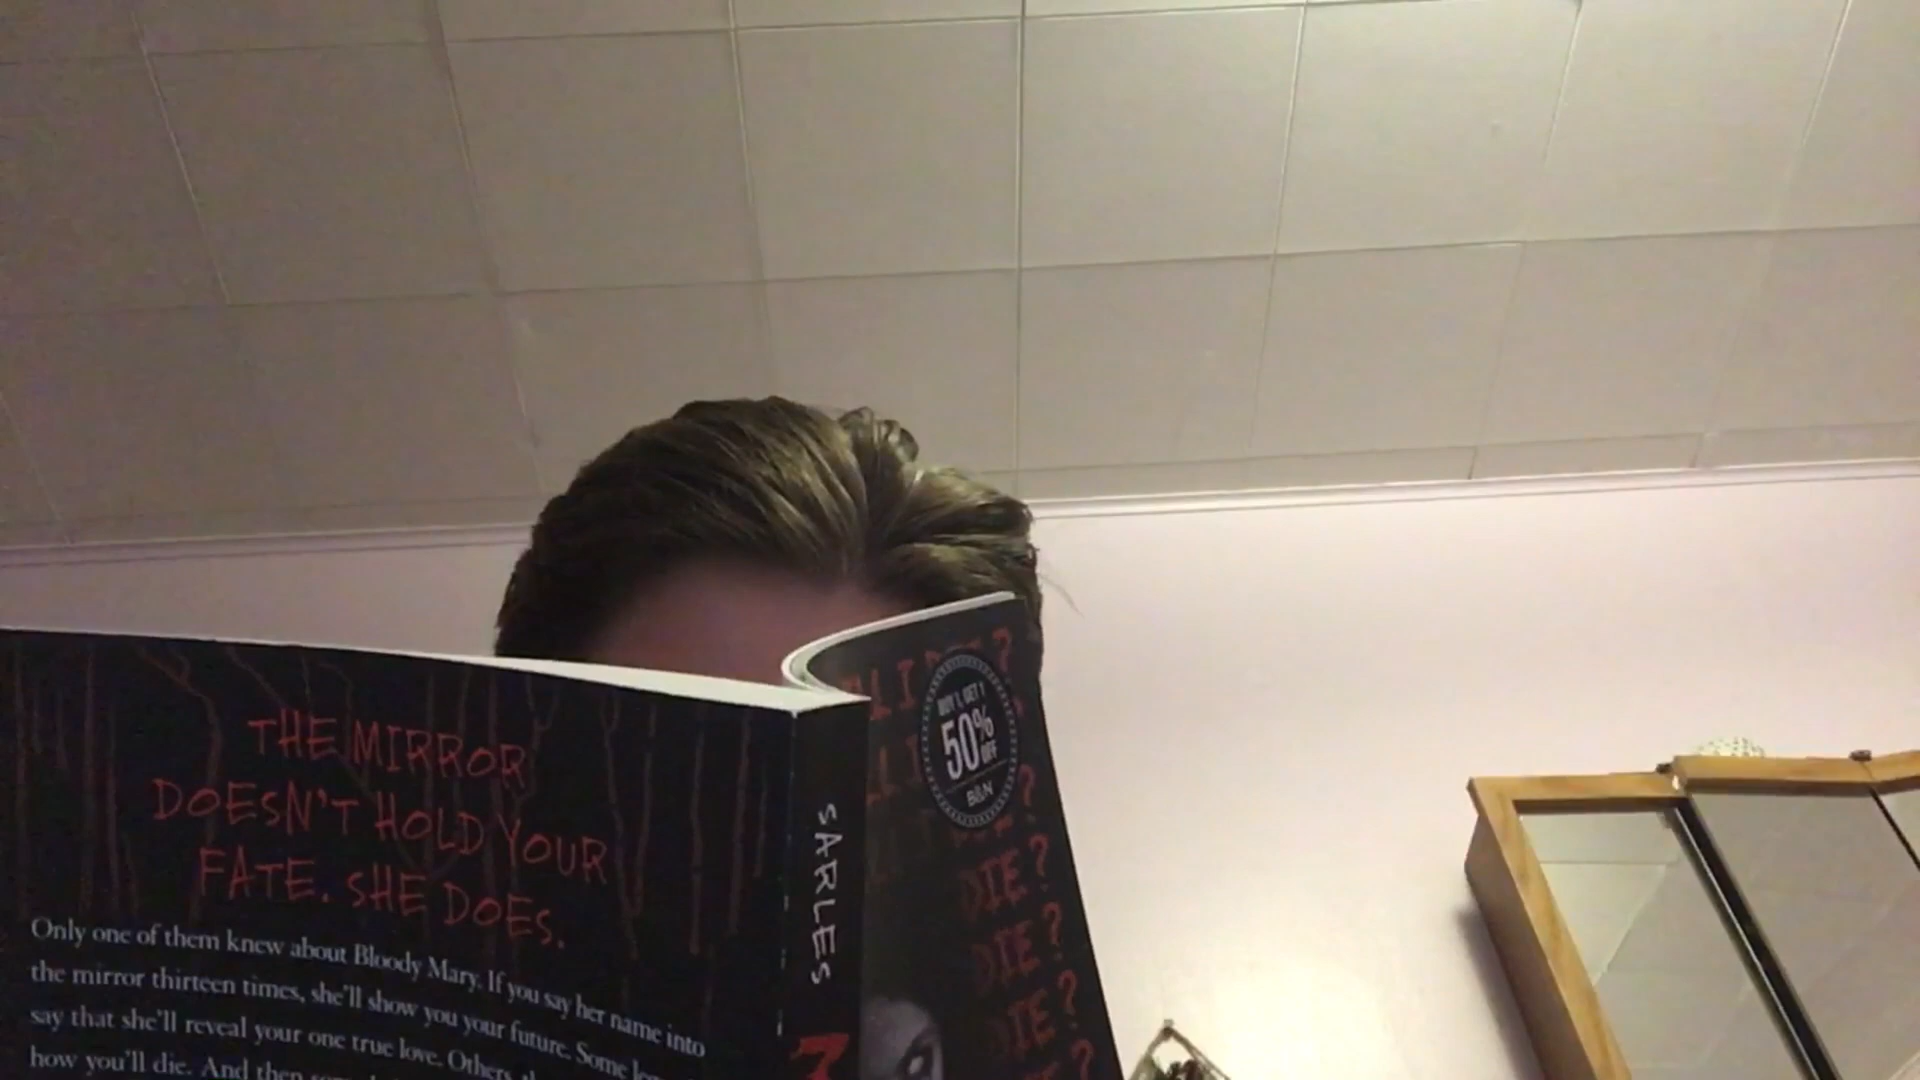 THE MIRROR
DOESN'T HOLD YOUR
FATE. SHE DOES.
Only one of them knew about Bloody Mary. If you say her name into
the mirror thirteen times, she'll show you your future. Some
say that she'll reveal your one true love. Others
how you'll die. And then
SARLES
BUY 1, GET 1
50%
OFF
B&N
DIE?
DIE?
DIE?